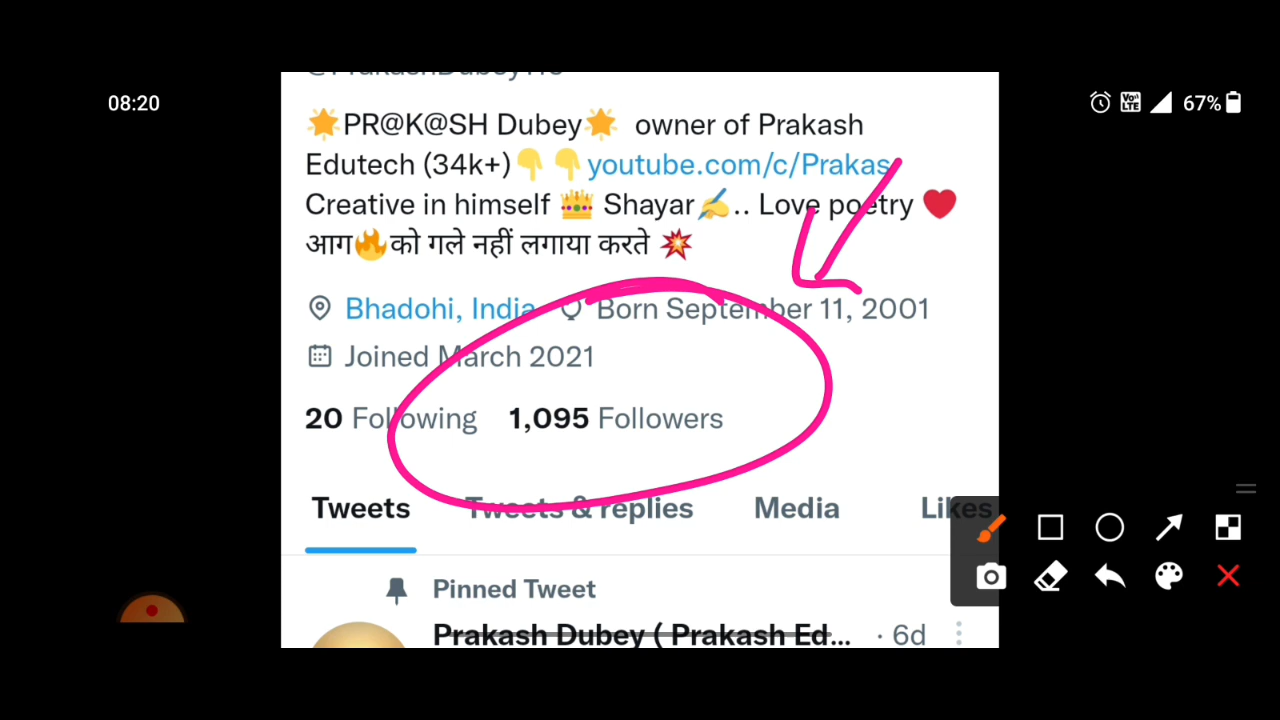 08:20
67%
PR@K@SH Dubey owner of Prakash
Edutech (34k+) youtube.com/c/Prakas
Creative in himself Shayar .. Love poetry
आग को गले नहीं लगाया करते
Bhadohi, India Born September 11, 2001
Joined March 2021
20 Following 1,095 Followers
Tweets Tweets & replies Media Likes
Pinned Tweet
Prakash Dubey ( Prakash Ed... · 6d